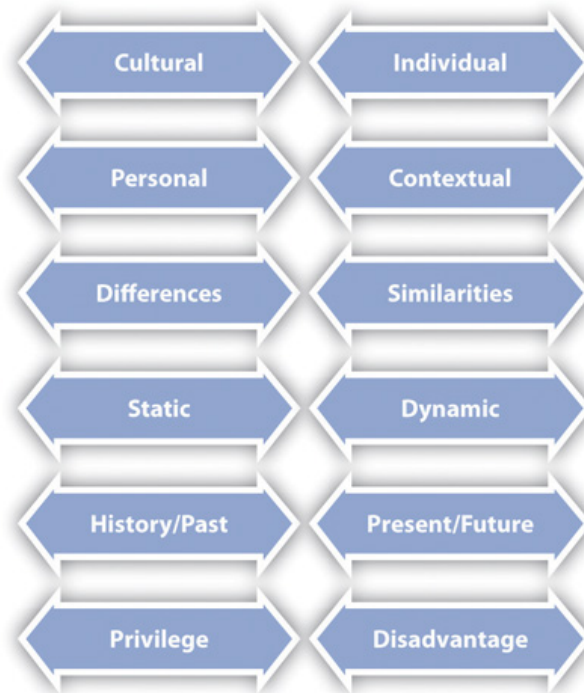 Cultural Individual
Personal Contextual
Differences Similarities
Static Dynamic
History/Past Present/Future
Privilege Disadvantage